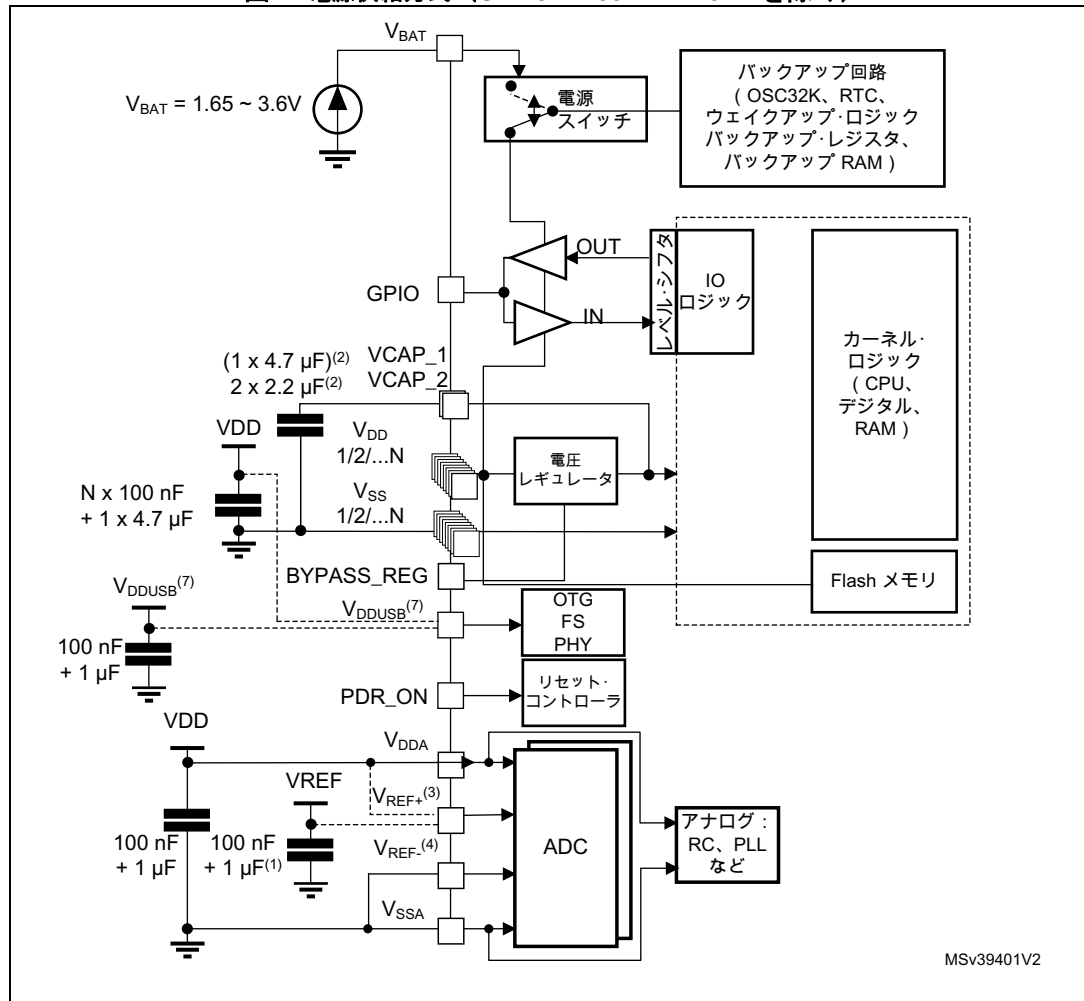 VBAT
VBAT = 1.65 ~ 3.6V
電源
スイッチ
バックアップ回路
( OSC32K、RTC、
ウェイクアップ·ロジック
バックアップ·レジスタ、
バックアップ RAM )
OUT
GPIO
IN
レベル·シフタ
IO
ロジック
カーネル·
ロジック
( CPU、
デジタル、
RAM )
(1 x 4.7 µF)(2)
2 x 2.2 µF(2)
VCAP_1
VCAP_2
VDD
VDD
1/2/...N
電圧
レギュレータ
N x 100 nF
+ 1 x 4.7 µF
VSS
1/2/...N
BYPASS_REG
Flash メモリ
VDDUSB(7)
VDDUSB(7)
OTG
FS
PHY
100 nF
+ 1 µF
PDR_ON
リセット·
コントローラ
VDD
VDDA
VREF
VREF+(3)
100 nF
+ 1 µF
100 nF
+ 1 µF(1)
VREF-(4)
ADC
アナログ：
RC、PLL
など
VSSA
MSv39401V2